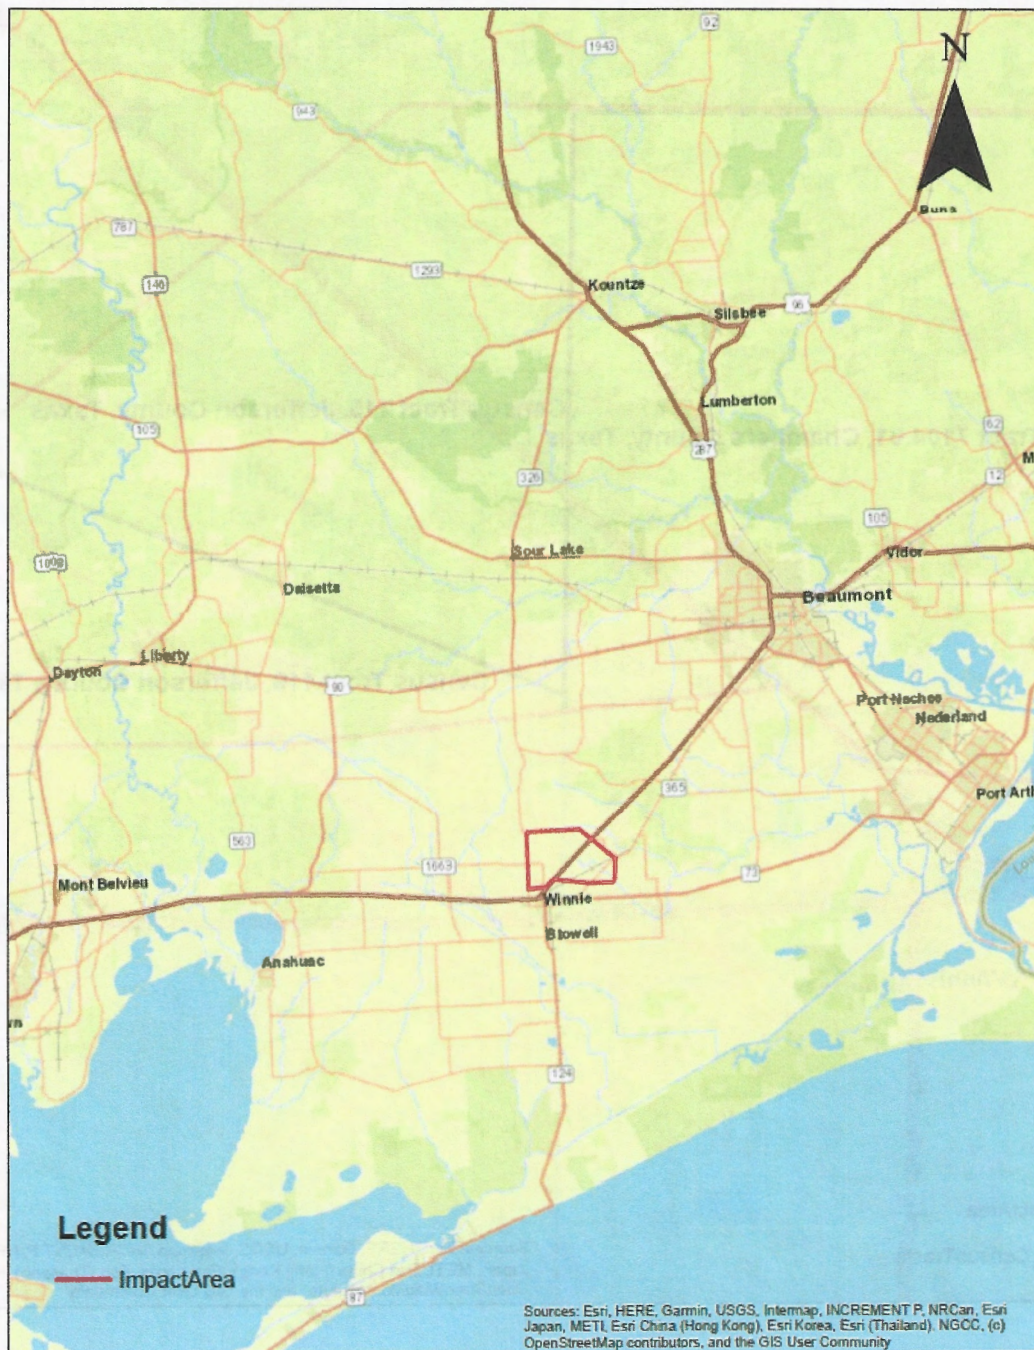 92
1943
N
943
Buna
787
1293
146
Kountze
Silsbee
96
Lumberton
105
62
287
M
326
12
105
Sour Lake
Vidor
Daisetta
Beaumont
Liberty
Dayton
90
Port Neches
Nederland
365
Port Art
563
1663
73
Mont Belvieu
Winnie
Stowell
Anahuac
wn
124
Legend
ImpactArea
87
Sources: Esri, HERE, Garmin, USGS, Intermap, INCREMENT P, NRCan, Esri
Japan, METI, Esri China (Hong Kong), Esri Korea, Esri (Thailand), NGCC, (c)
OpenStreetMap contributors, and the GIS User Community